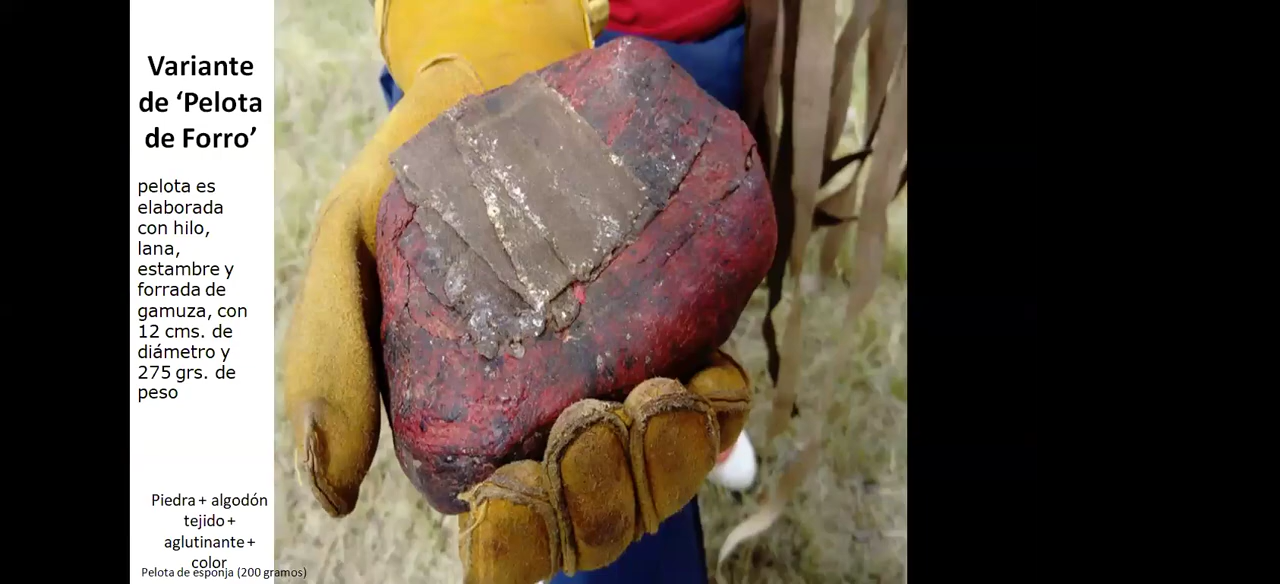 Variante
de ‘Pelota
de Forro’
pelota es
elaborada
con hilo,
lana,
estambre y
forrada de
gamuza, con
12 cms. de
diámetro y
275 grs. de
peso
Piedra + algodón
tejido +
aglutinante +
color
Pelota de esponja (200 gramos)